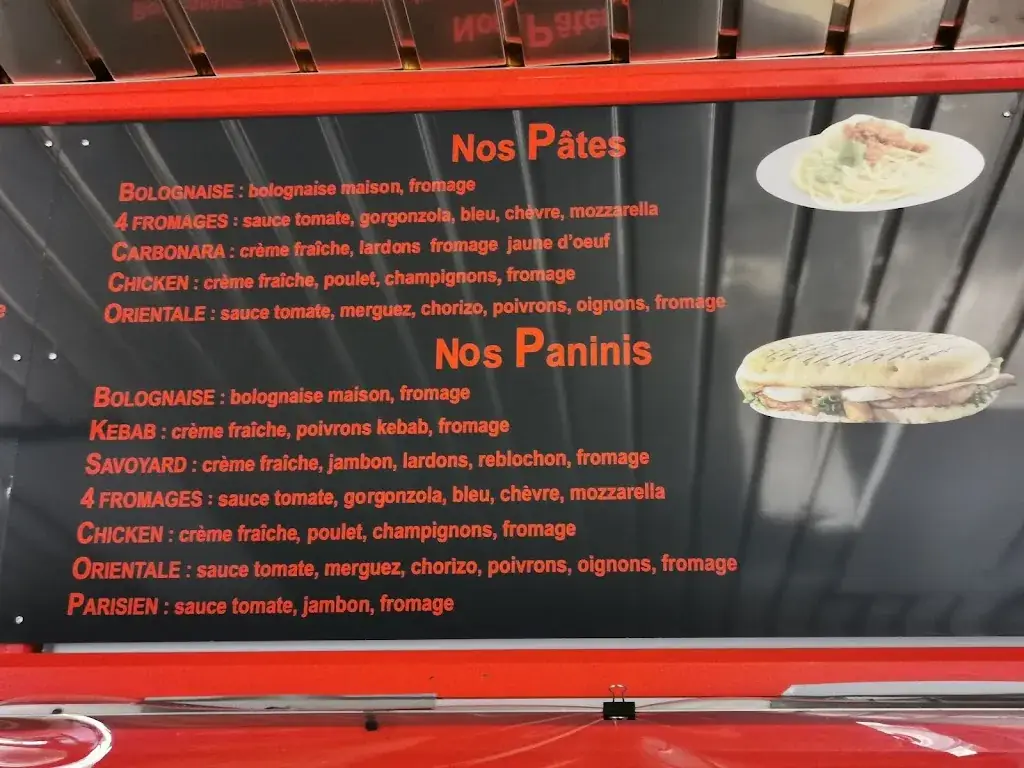 Nos Pâtes
BOLOGNAISE : bolognaise maison, fromage
4 FROMAGES : sauce tomate, gorgonzola, bleu, chèvre, mozzarella
CARBONARA : crème fraîche, lardons fromage jaune d'oeuf
CHICKEN : crème fraîche, poulet, champignons, fromage
ORIENTALE : sauce tomate, merguez, chorizo, poivrons, oignons, fromage
Nos Paninis
BOLOGNAISE : bolognaise maison, fromage
KEBAB : crème fraîche, poivrons kebab, fromage
SAVOYARD : crème fraîche, jambon, lardons, reblochon, fromage
4 FROMAGES : sauce tomate, gorgonzola, bleu, chèvre, mozzarella
CHICKEN : crème fraîche, poulet, champignons, fromage
ORIENTALE : sauce tomate, merguez, chorizo, poivrons, oignons, fromage
PARISIEN : sauce tomate, jambon, fromage